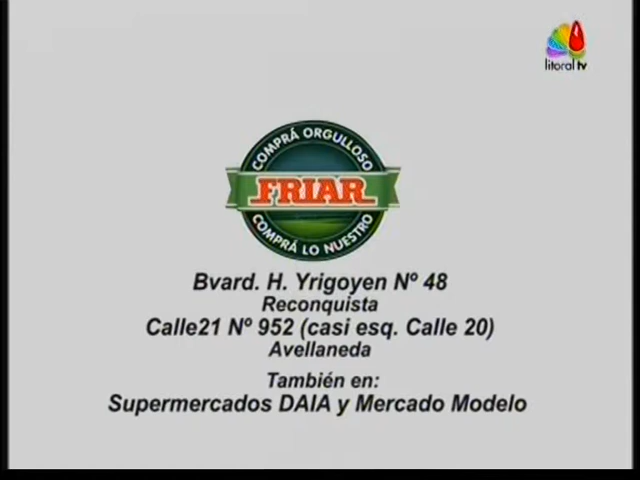 litoral tv
COMPRÁ ORGULLOSO
FRIAR
COMPRÁ LO NUESTRO
Bvard. H. Yrigoyen Nº 48
Reconquista
Calle21 Nº 952 (casi esq. Calle 20)
Avellaneda
También en:
Supermercados DAIA y Mercado Modelo